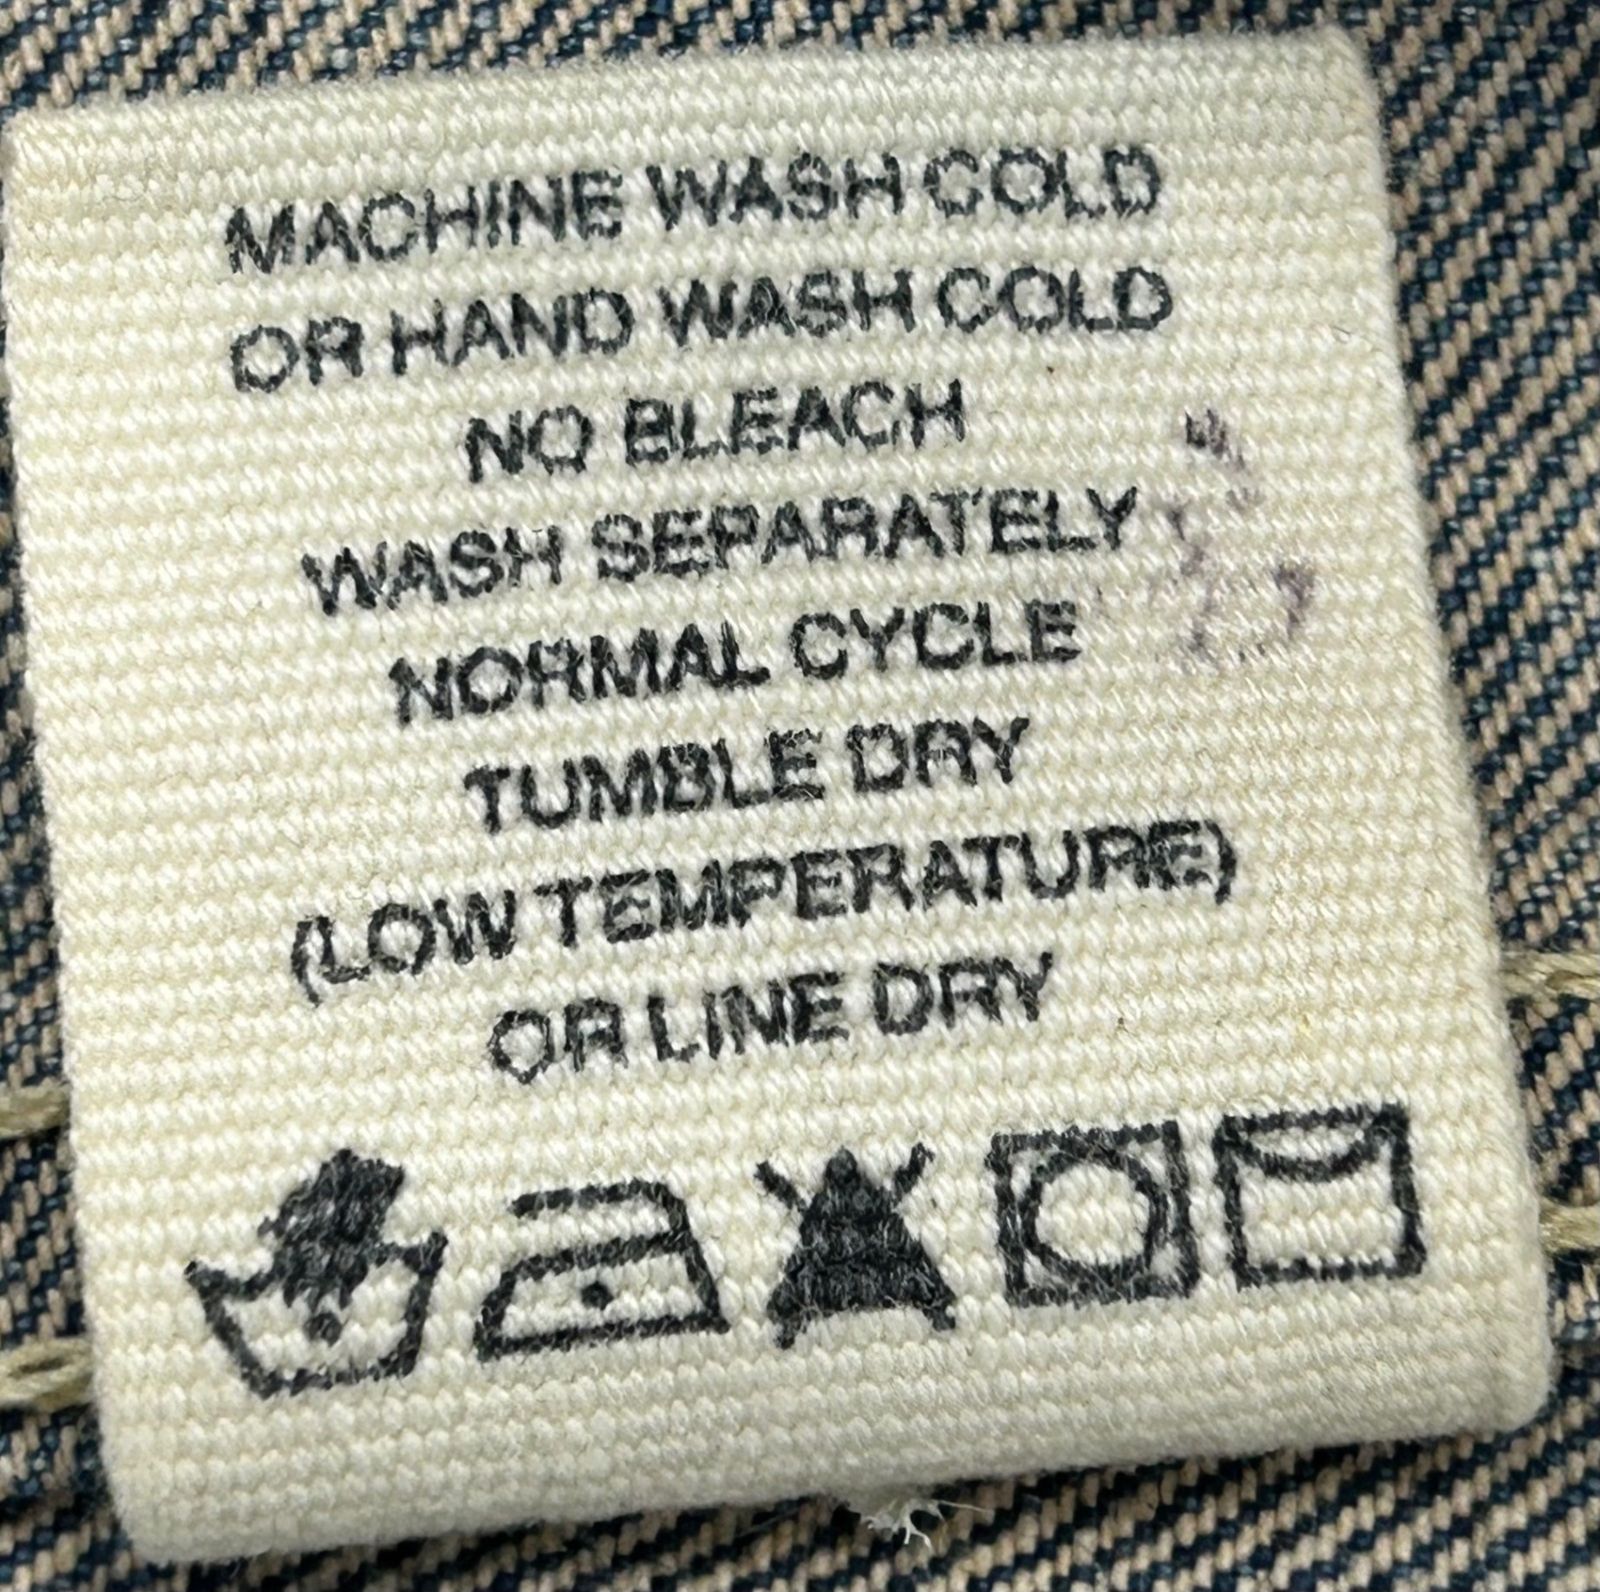 MACHINE WASH COLD
OR HAND WASH COLD
NO BLEACH
WASH SEPARATELY
NORMAL CYCLE
TUMBLE DRY
(LOW TEMPERATURE)
OR LINE DRY